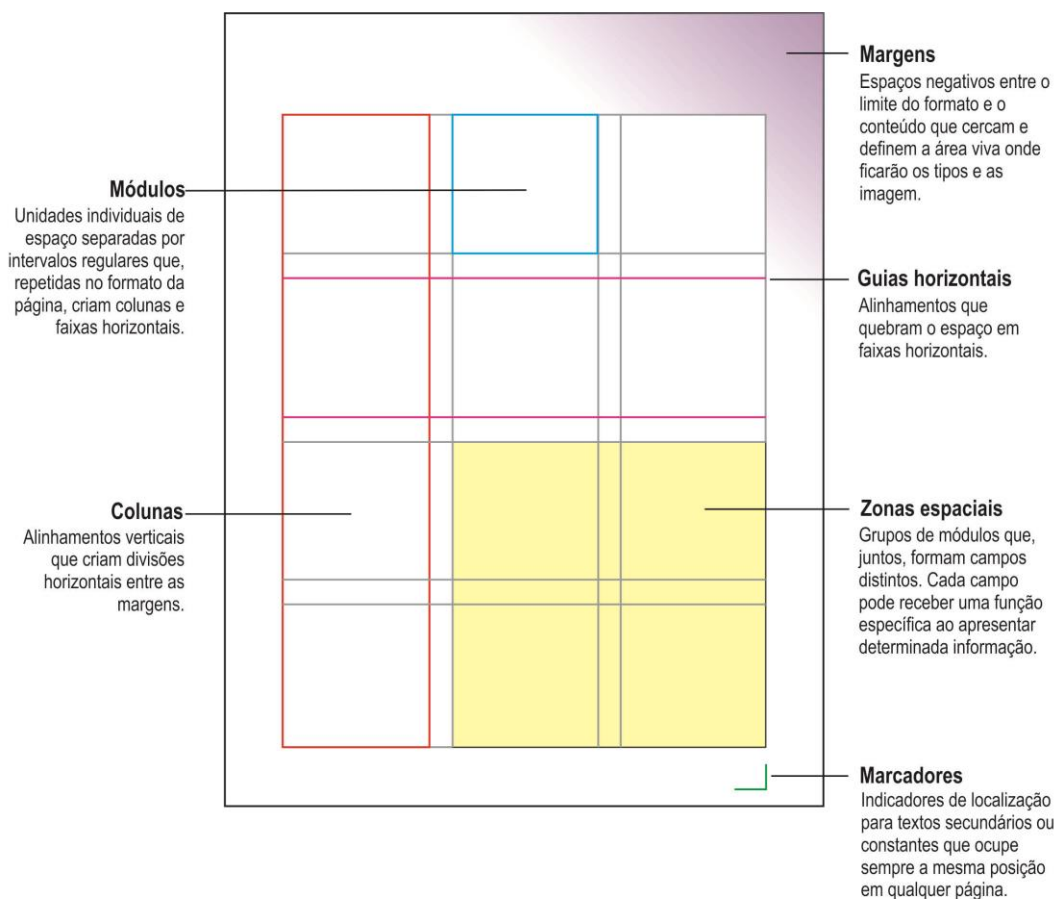 Margens
Espaços negativos entre o
limite do formato e o
conteúdo que cercam e
definem a área viva onde
ficarão os tipos e as
imagem.
Módulos
Unidades individuais de
espaço separadas por
intervalos regulares que,
repetidas no formato da
página, criam colunas e
faixas horizontais.
Guias horizontais
Alinhamentos que
quebram o espaço em
faixas horizontais.
Colunas
Alinhamentos verticais
que criam divisões
horizontais entre as
margens.
Zonas espaciais
Grupos de módulos que,
juntos, formam campos
distintos. Cada campo
pode receber uma função
específica ao apresentar
determinada informação.
Marcadores
Indicadores de localização
para textos secundários ou
constantes que ocupe
sempre a mesma posição
em qualquer página.